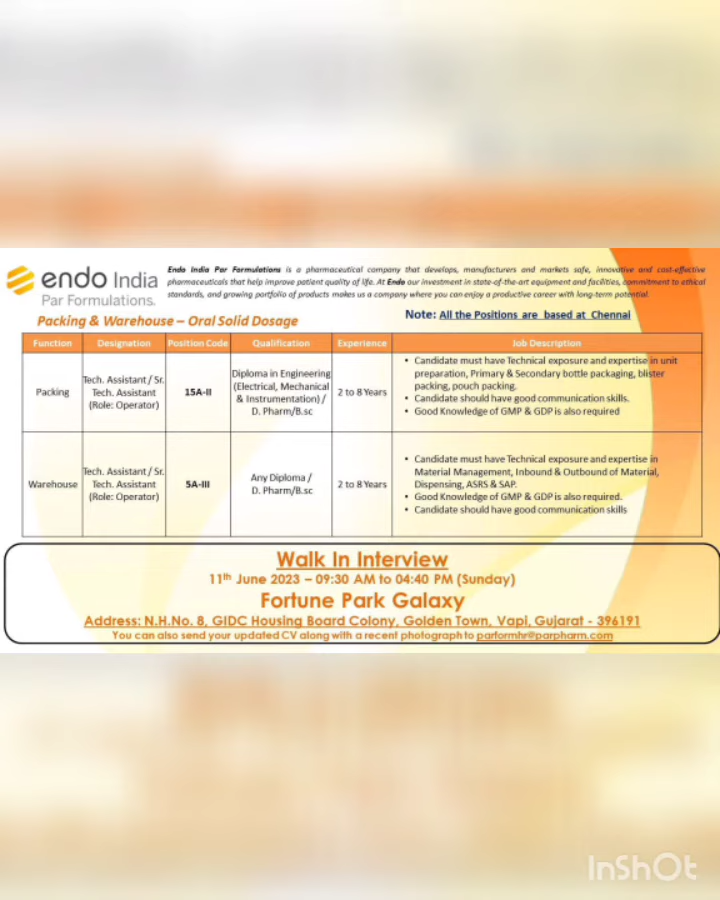 endo India
Par Formulations.
Endo India Par Formulations is a pharmaceutical company that develops, manufacturers and markets safe, innovative and cost-effective
pharmaceuticals that help improve patient quality of life. At Endo our investment in state-of-the-art equipment and facilities, commitment to ethical
standards, and growing portfolio of products makes us a company where you can enjoy a productive career with long-term potential.
Packing & Warehouse – Oral Solid Dosage
Note: All the Positions are based at Chennai
Function Designation Position Code Qualification Experience Job Description
Packing
Tech. Assistant / Sr.
Tech. Assistant
(Role: Operator)
15A-II
Diploma in Engineering
(Electrical, Mechanical
& Instrumentation) /
D. Pharm/B.sc
2 to 8 Years
• Candidate must have Technical exposure and expertise in unit
preparation, Primary & Secondary bottle packaging, blister
packing, pouch packing.
• Candidate should have good communication skills.
• Good Knowledge of GMP & GDP is also required
Warehouse
Tech. Assistant / Sr.
Tech. Assistant
(Role: Operator)
5A-III
Any Diploma /
D. Pharm/B.sc
2 to 8 Years
• Candidate must have Technical exposure and expertise in
Material Management, Inbound & Outbound of Material,
Dispensing, ASRS & SAP.
• Good Knowledge of GMP & GDP is also required.
• Candidate should have good communication skills
Walk In Interview
11th June 2023 – 09:30 AM to 04:40 PM (Sunday)
Fortune Park Galaxy
Address: N.H.No. 8, GIDC Housing Board Colony, Golden Town, Vapi, Gujarat - 396191
You can also send your updated CV along with a recent photograph to parformhr@parpharm.com
InShOt